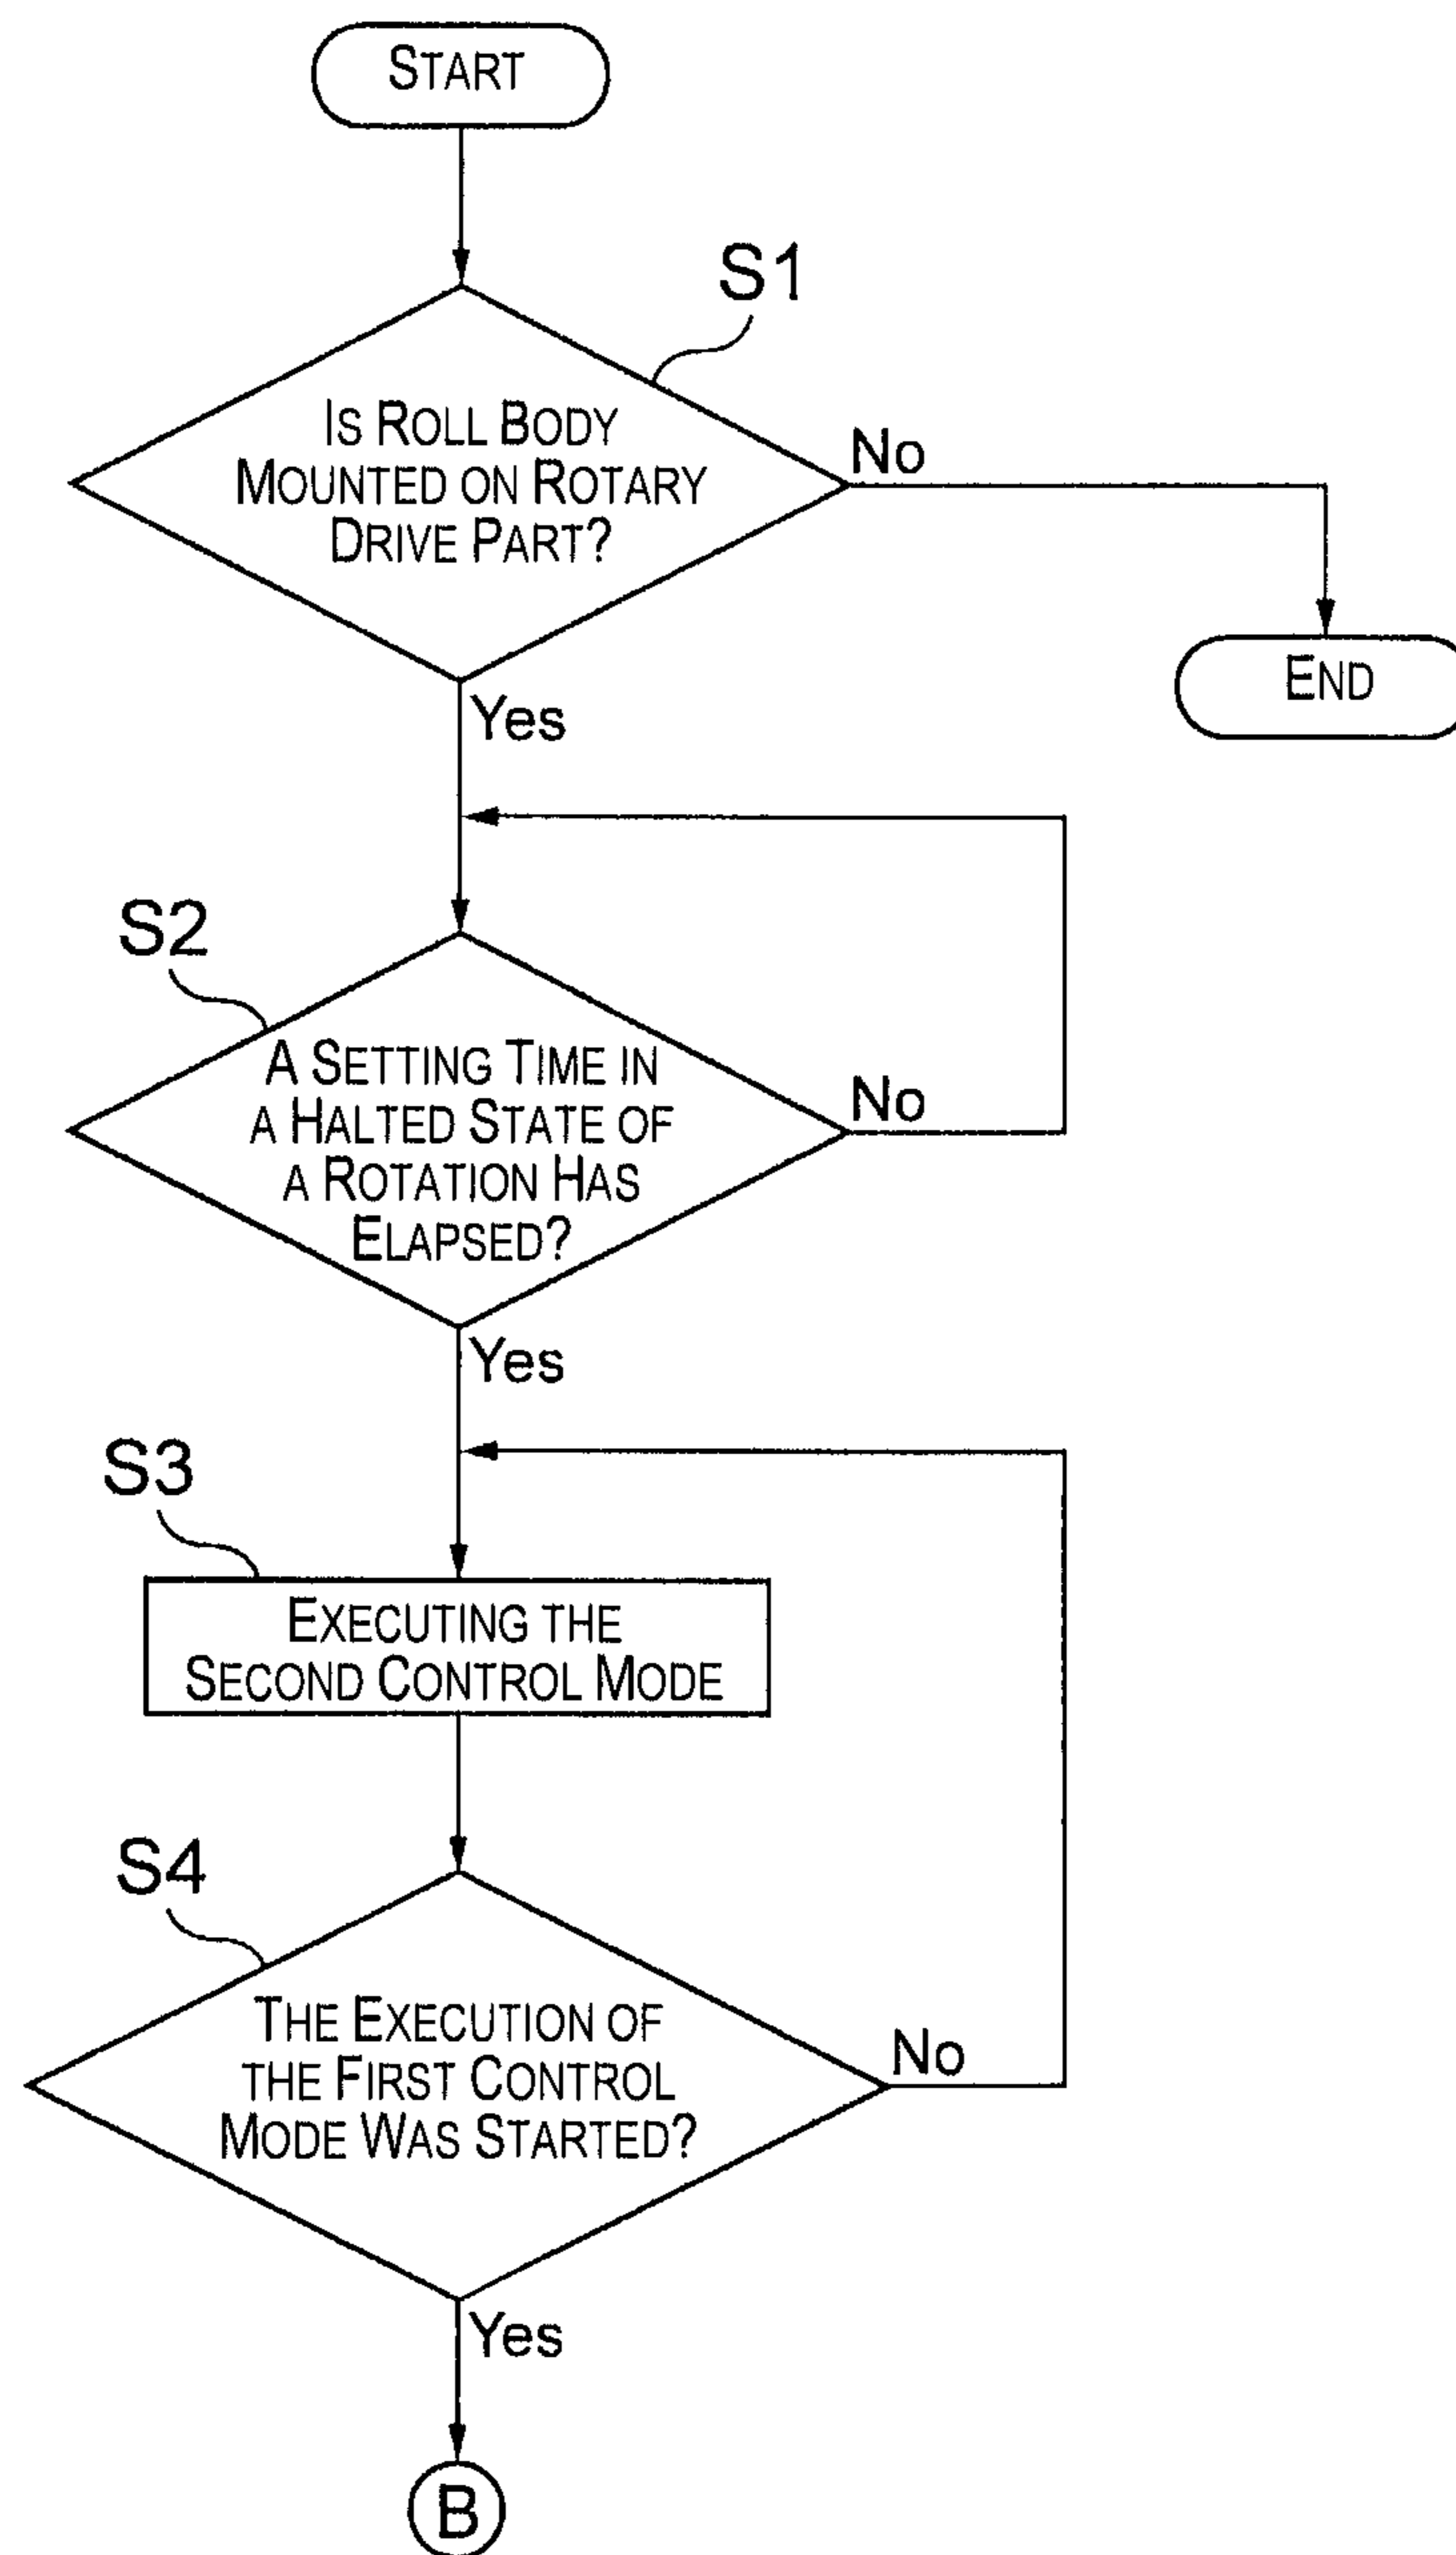 START
S1
IS ROLL BODY
MOUNTED ON ROTARY
DRIVE PART?
No
END
Yes
S2
A SETTING TIME IN
A HALTED STATE OF
A ROTATION HAS
ELAPSED?
No
Yes
S3
EXECUTING THE
SECOND CONTROL MODE
S4
THE EXECUTION OF
THE FIRST CONTROL
MODE WAS STARTED?
No
Yes
B